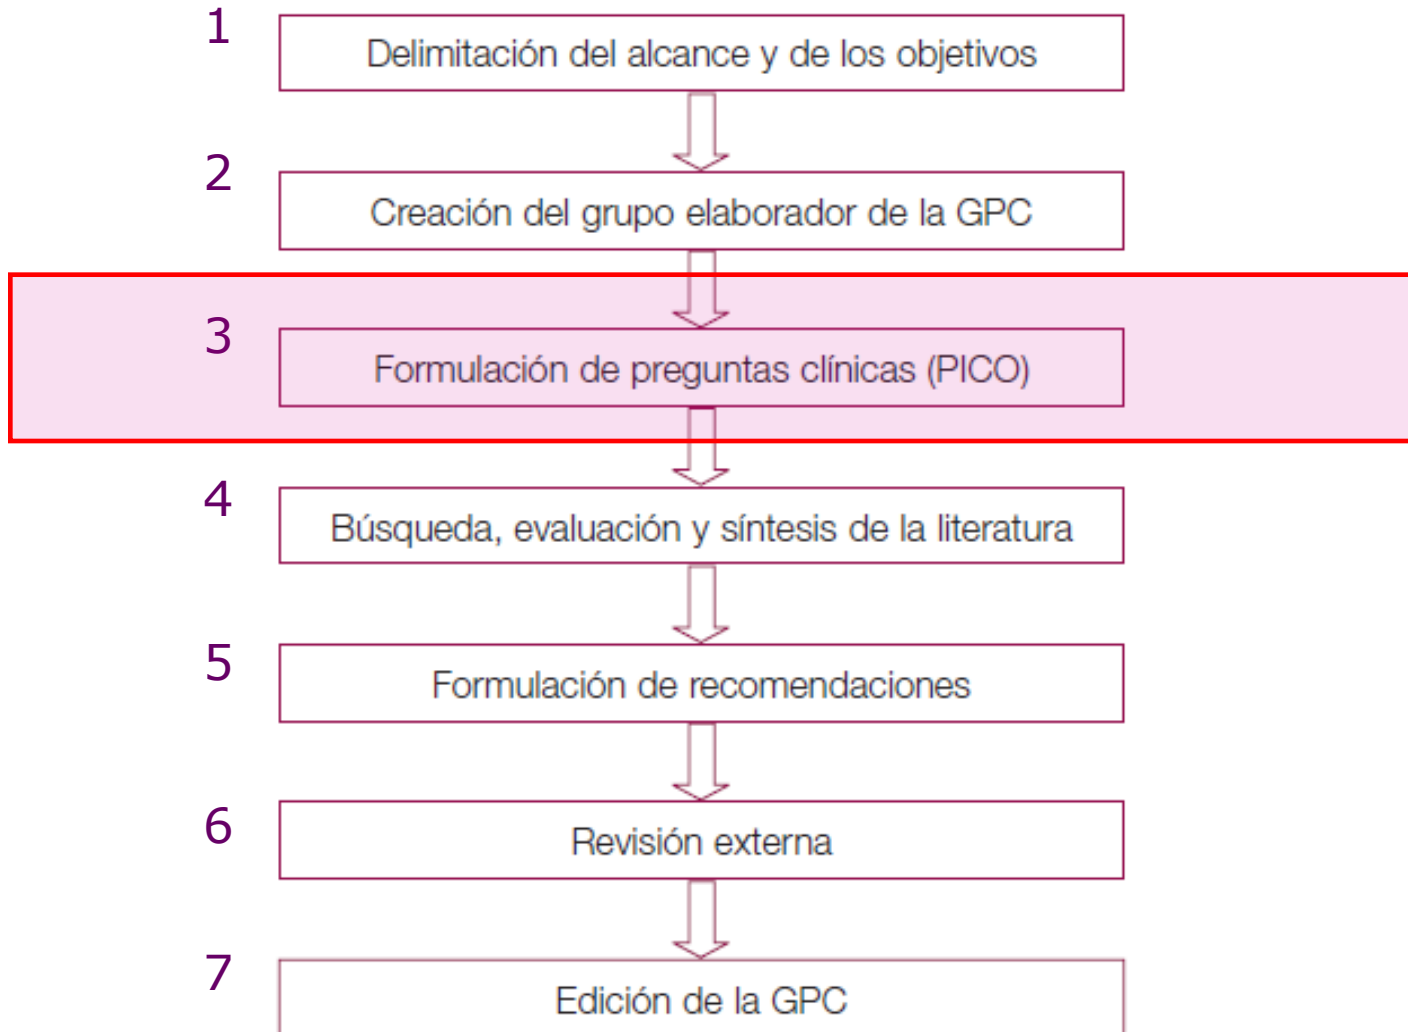 1
Delimitación del alcance y de los objetivos
2
Creación del grupo elaborador de la GPC
3
Formulación de preguntas clínicas (PICO)
4
Búsqueda, evaluación y síntesis de la literatura
5
Formulación de recomendaciones
6
Revisión externa
7
Edición de la GPC